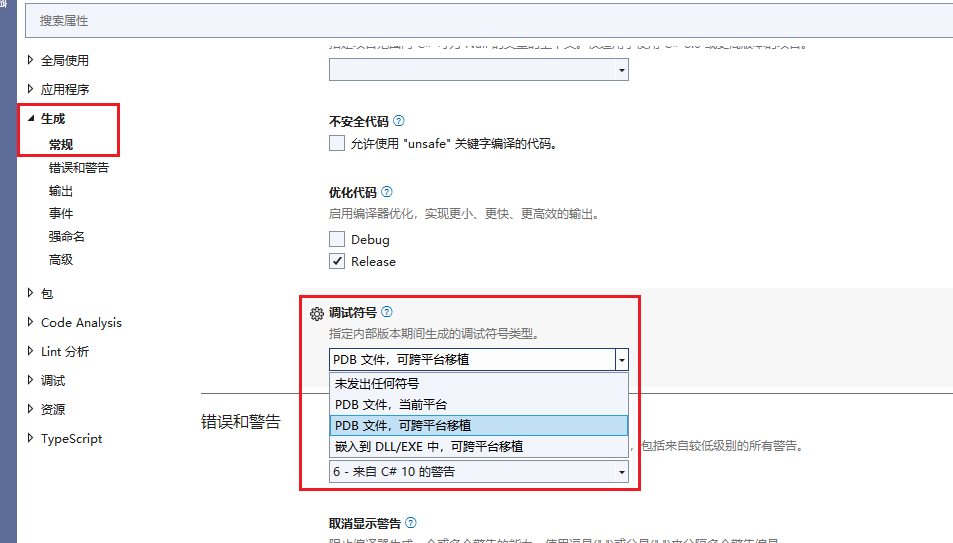 搜索属性
全局使用
应用程序
生成
常规
错误和警告
输出
事件
强命名
高级
包
Code Analysis
Lint 分析
调试
资源
TypeScript
不安全代码
允许使用 "unsafe" 关键字编译的代码。
优化代码
启用编译器优化，实现更小、更快、更高效的输出。
Debug
Release
调试符号
指定内部版本期间生成的调试符号类型。
PDB 文件，可跨平台移植
未发出任何符号
PDB 文件，当前平台
PDB 文件，可跨平台移植
嵌入到 DLL/EXE 中，可跨平台移植
错误和警告
，包括来自较低级别的所有警告。
6 - 来自 C# 10 的警告
取消显示警告